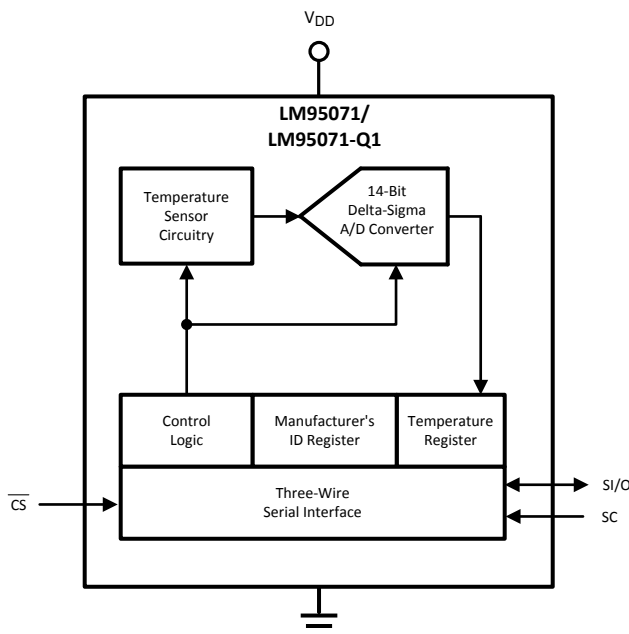 VDD
LM95071/
LM95071-Q1
Temperature
Sensor
Circuitry
14-Bit
Delta-Sigma
A/D Converter
Control
Logic
Manufacturer's
ID Register
Temperature
Register
Three-Wire
Serial Interface
CS
SI/O
SC